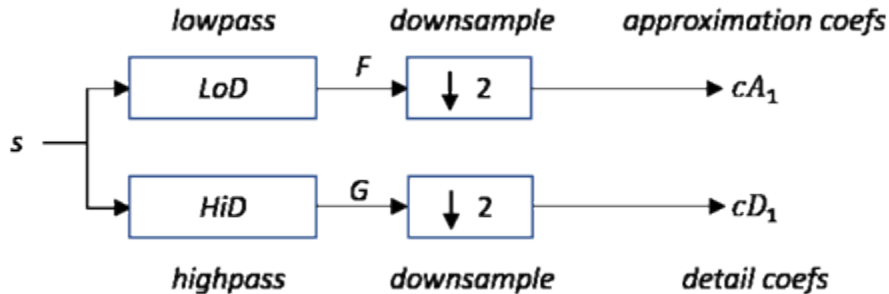 lowpass downsample approximation coefs
F
LoD ↓ 2 cA₁
s
G
HiD ↓ 2 cD₁
highpass downsample detail coefs